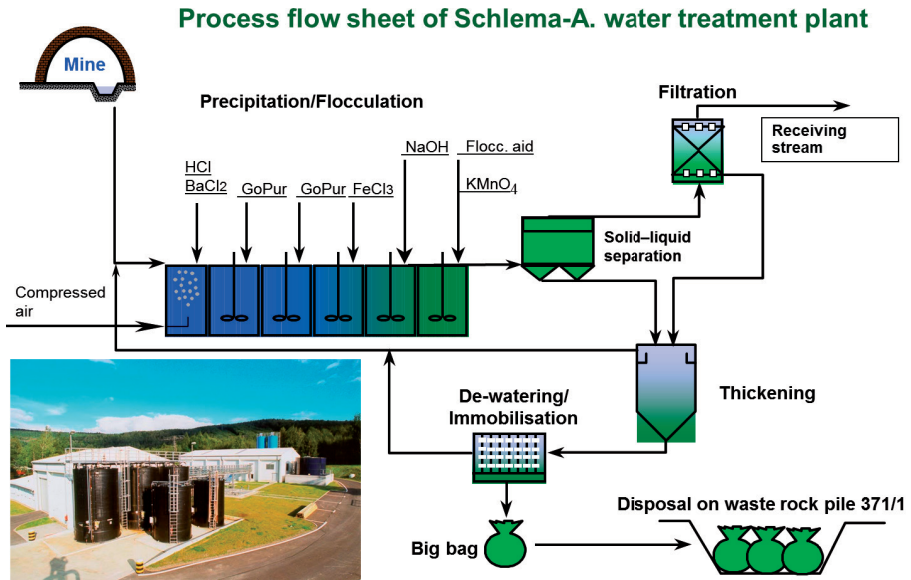 Process flow sheet of Schlema-A. water treatment plant
Mine
Precipitation/Flocculation
Filtration
Receiving
stream
HCl
BaCl2
GoPur
GoPur
FeCl3
NaOH
Flocc. aid
KMnO4
Solid–liquid
separation
Compressed
air
Thickening
De-watering/
Immobilisation
Disposal on waste rock pile 371/1
Big bag